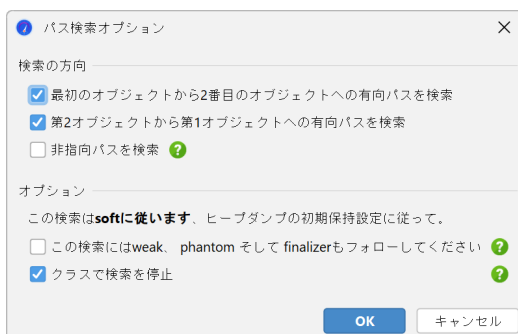 パス検索オプション
検索の方向
最初のオブジェクトから2番目のオブジェクトへの有向パスを検索
第2オブジェクトから第1オブジェクトへの有向パスを検索
非指向パスを検索 ?
オプション
この検索はsoftに従います、ヒープダンプの初期保持設定に従って。
この検索にはweak、 phantom そして finalizerもフォローしてください ?
クラスで検索を停止 ?
OK キャンセル